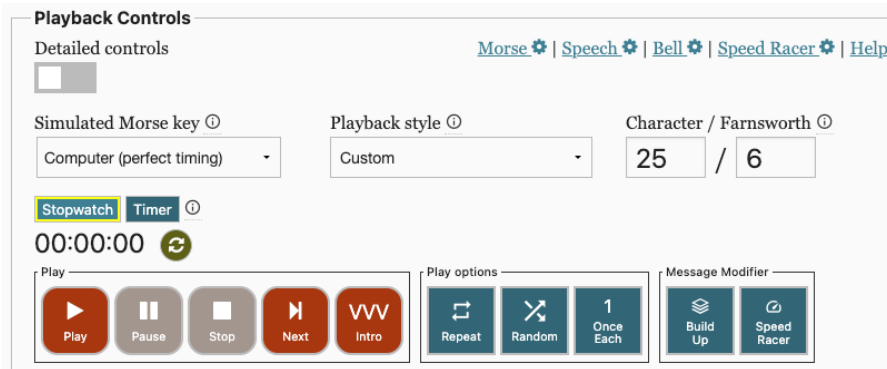 Playback Controls
Detailed controls
Morse | Speech | Bell | Speed Racer | Help
Simulated Morse key
Playback style
Character / Farnsworth
Computer (perfect timing)
Custom
25 / 6
Stopwatch Timer
00:00:00
Play
Play options
Message Modifier
Play
Pause
Stop
Next
VVV
Intro
Repeat
Random
1
Once
Each
Build
Up
Speed
Racer